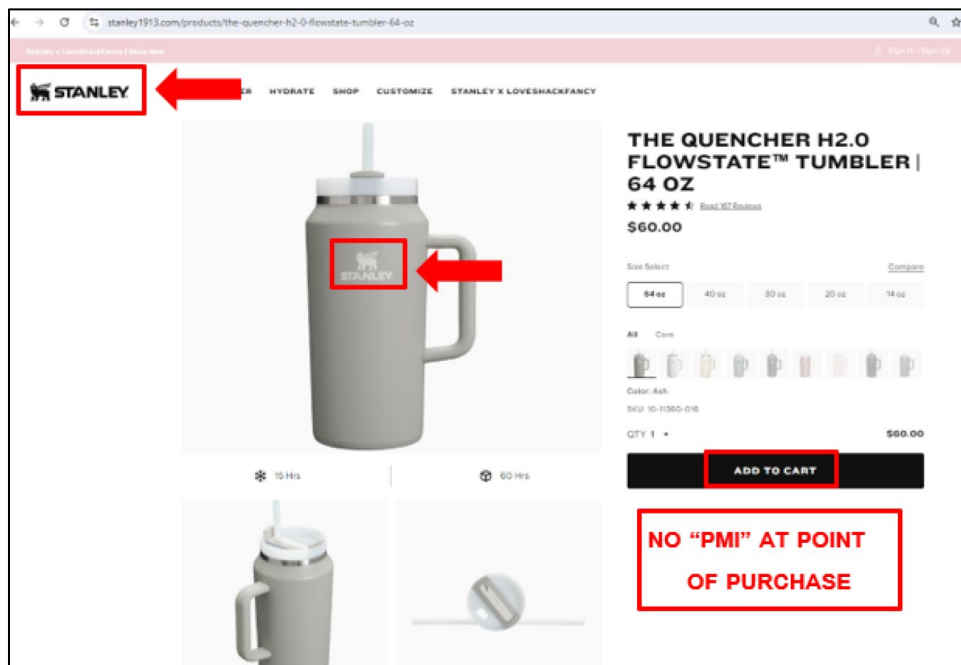 stanley1913.com/products/the-quencher-h2-0-flowstate-tumbler-64-oz
Stanley x LoveShackFancy | Shop Now
Sign In | Sign Up
STANLEY
ER HYDRATE SHOP CUSTOMIZE STANLEY X LOVESHACKFANCY
THE QUENCHER H2.0
FLOWSTATE™ TUMBLER |
64 OZ
Read 167 Reviews
$60.00
STANLEY
Size Select Compare
64 oz 40 oz 30 oz 20 oz 14 oz
All Core
Color: Ash
SKU: 10-11360-016
QTY 1 $60.00
ADD TO CART
15 Hrs 60 Hrs
NO “PMI” AT POINT
OF PURCHASE